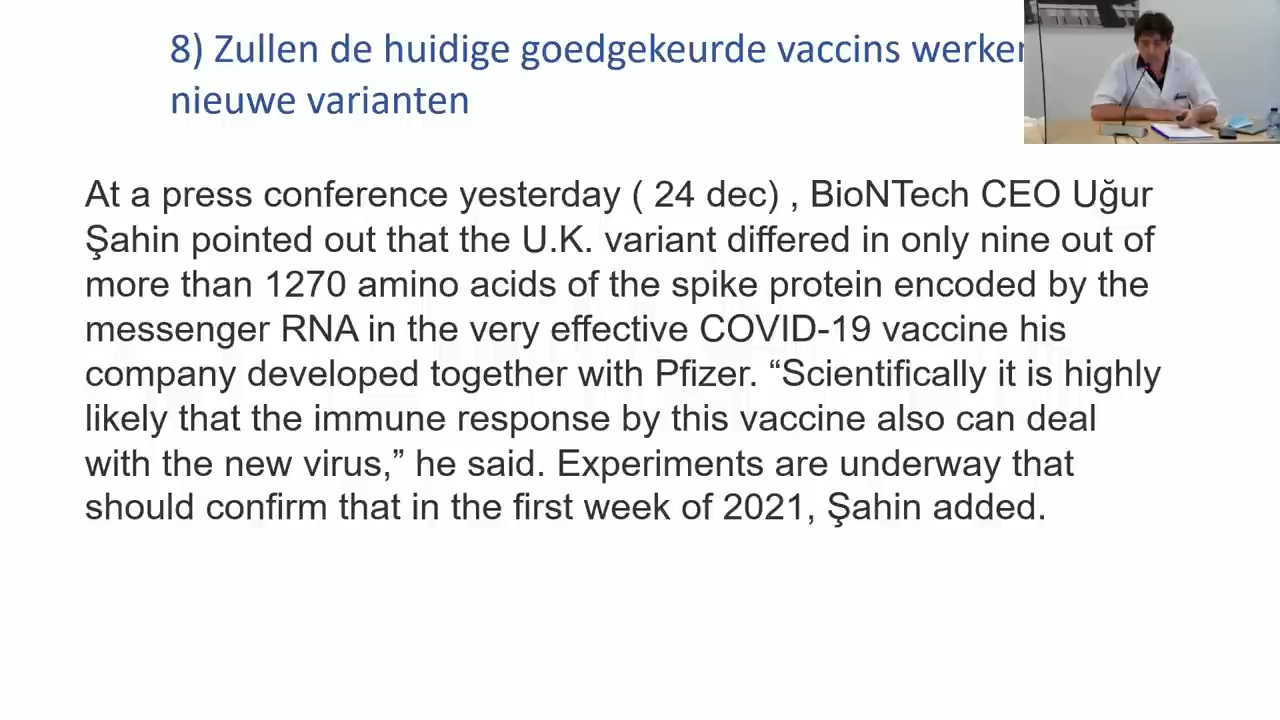 8) Zullen de huidige goedgekeurde vaccins
nieuwe varianten
At a press conference yesterday ( 24 dec) , BioNTech CEO Uğur
Şahin pointed out that the U.K. variant differed in only nine out of
more than 1270 amino acids of the spike protein encoded by the
messenger RNA in the very effective COVID-19 vaccine his
company developed together with Pfizer. “Scientifically it is highly
likely that the immune response by this vaccine also can deal
with the new virus,” he said. Experiments are underway that
should confirm that in the first week of 2021, Şahin added.